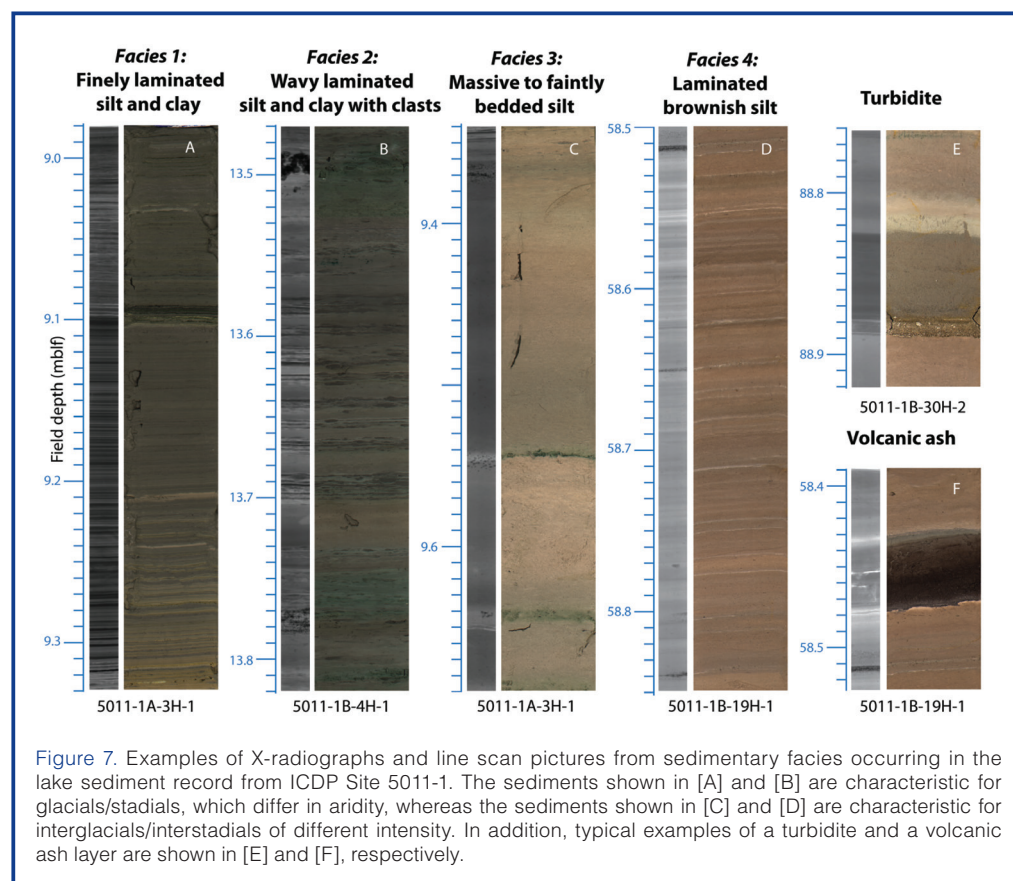 Facies 1:
Finely laminated
silt and clay
Facies 2:
Wavy laminated
silt and clay with clasts
Facies 3:
Massive to faintly
bedded silt
Facies 4:
Laminated
brownish silt
Turbidite
Field depth (mblf)
9.0
9.1
9.2
9.3
A
5011-1A-3H-1
13.5
13.6
13.7
13.8
B
5011-1B-4H-1
9.4
9.6
C
5011-1A-3H-1
58.5
58.6
58.7
58.8
D
5011-1B-19H-1
88.8
88.9
E
5011-1B-30H-2
Volcanic ash
58.4
58.5
F
5011-1B-19H-1
Figure 7. Examples of X-radiographs and line scan pictures from sedimentary facies occurring in the
lake sediment record from ICDP Site 5011-1. The sediments shown in [A] and [B] are characteristic for
glacials/stadials, which differ in aridity, whereas the sediments shown in [C] and [D] are characteristic for
interglacials/interstadials of different intensity. In addition, typical examples of a turbidite and a volcanic
ash layer are shown in [E] and [F], respectively.